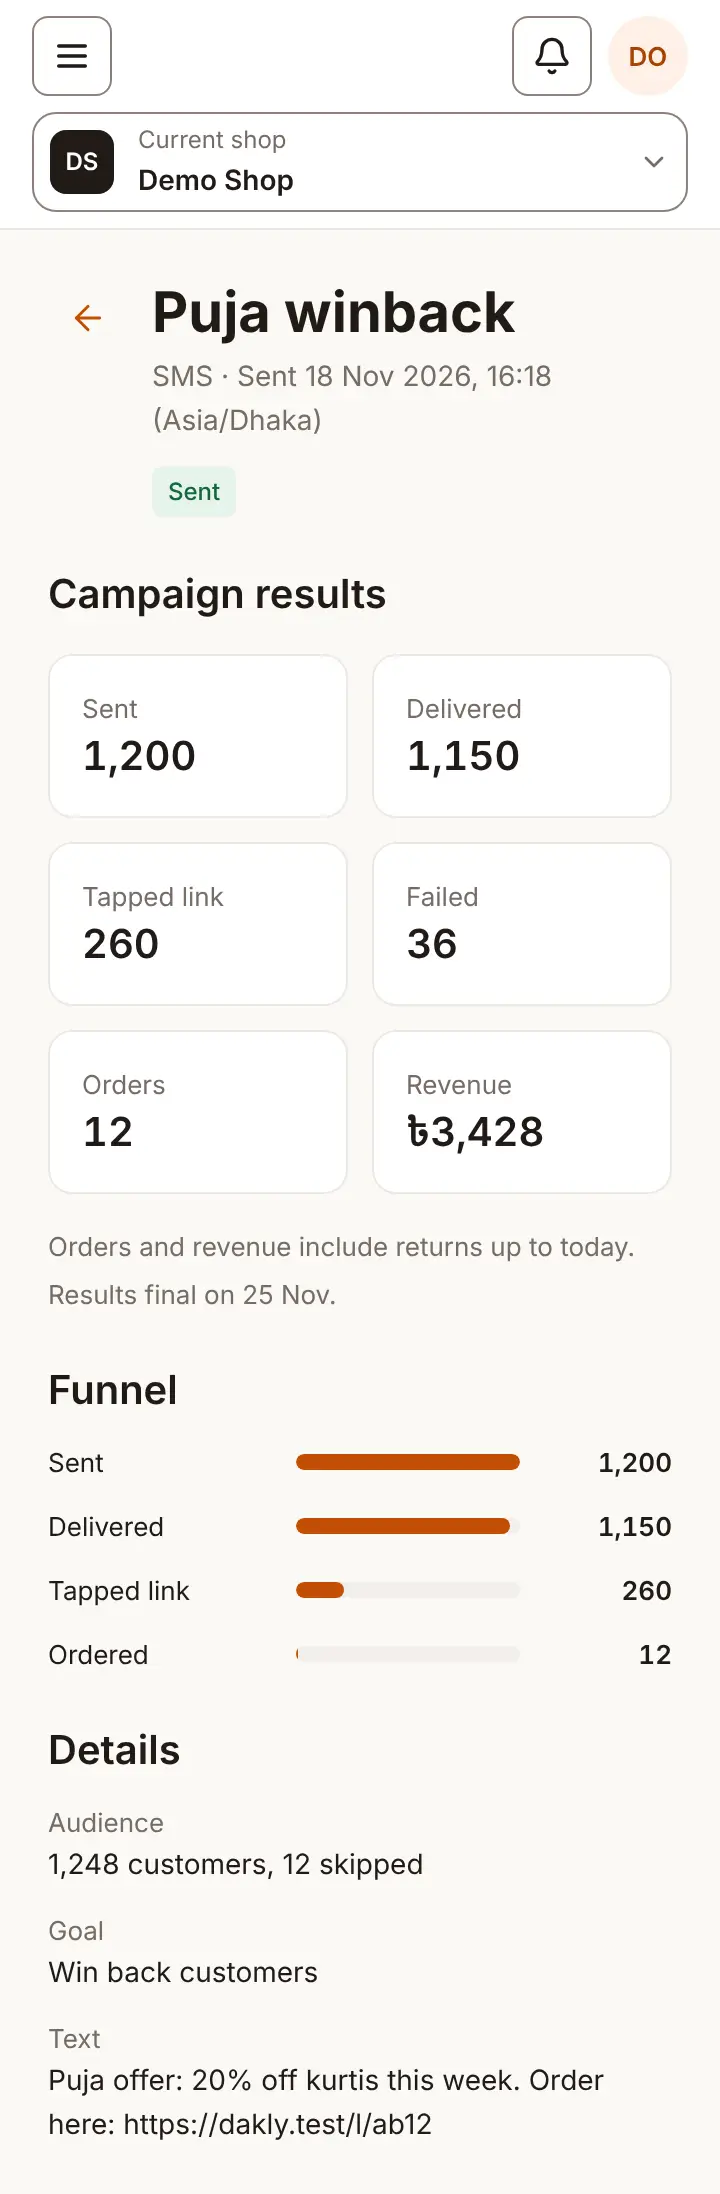 DO
DS
Current shop
Demo Shop
Puja winback
SMS · Sent 18 Nov 2026, 16:18
(Asia/Dhaka)
Sent
Campaign results
Sent
1,200
Delivered
1,150
Tapped link
260
Failed
36
Orders
12
Revenue
৳3,428
Orders and revenue include returns up to today.
Results final on 25 Nov.
Funnel
Sent 1,200
Delivered 1,150
Tapped link 260
Ordered 12
Details
Audience
1,248 customers, 12 skipped
Goal
Win back customers
Text
Puja offer: 20% off kurtis this week. Order
here: https://dakly.test/l/ab12